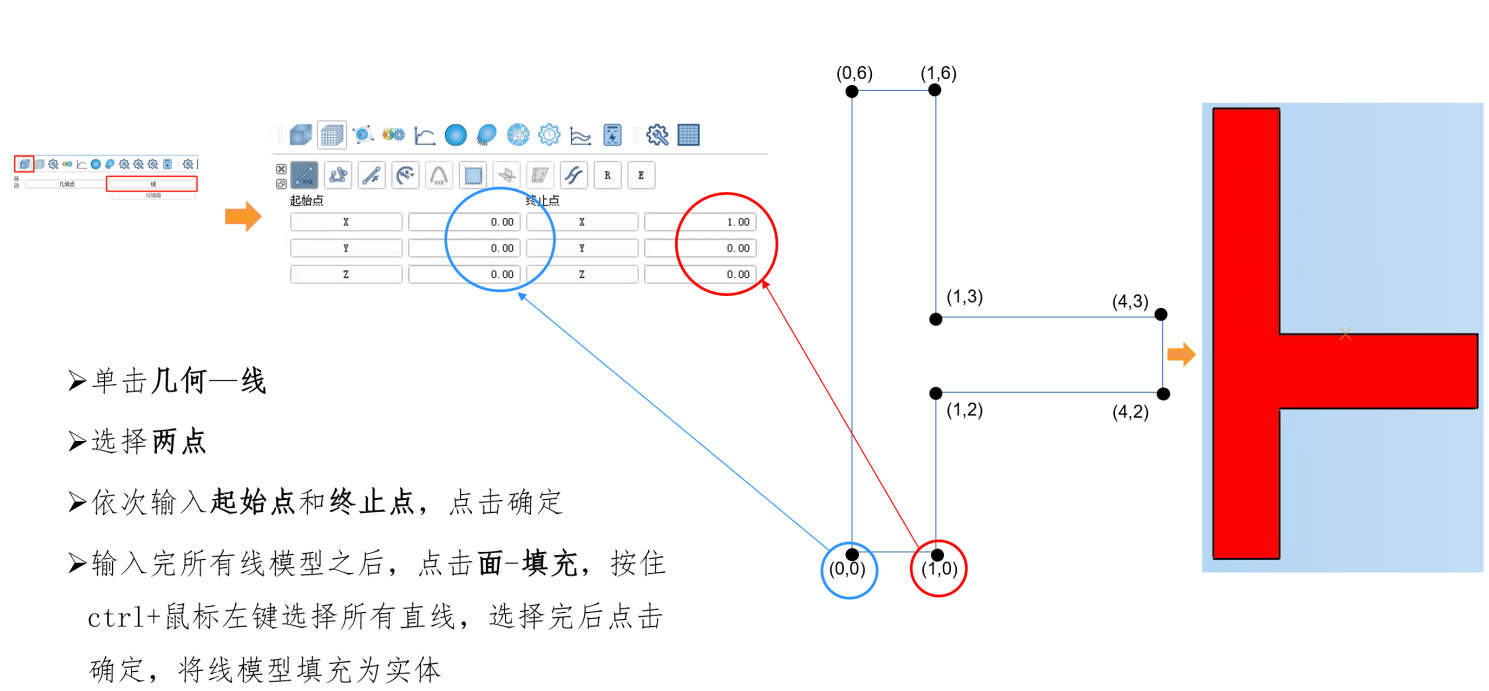 (0,6)
(1,6)
几何点
线
线编辑
R
E
起始点
终止点
X
0.00
X
1.00
Y
0.00
Y
0.00
Z
0.00
Z
0.00
(1,3)
(4,3)
(1,2)
(4,2)
(0,0)
(1,0)
➢单击几何—线
➢选择两点
➢依次输入起始点和终止点，点击确定
➢输入完所有线模型之后，点击面-填充，按住
ctrl+鼠标左键选择所有直线，选择完后点击
确定，将线模型填充为实体